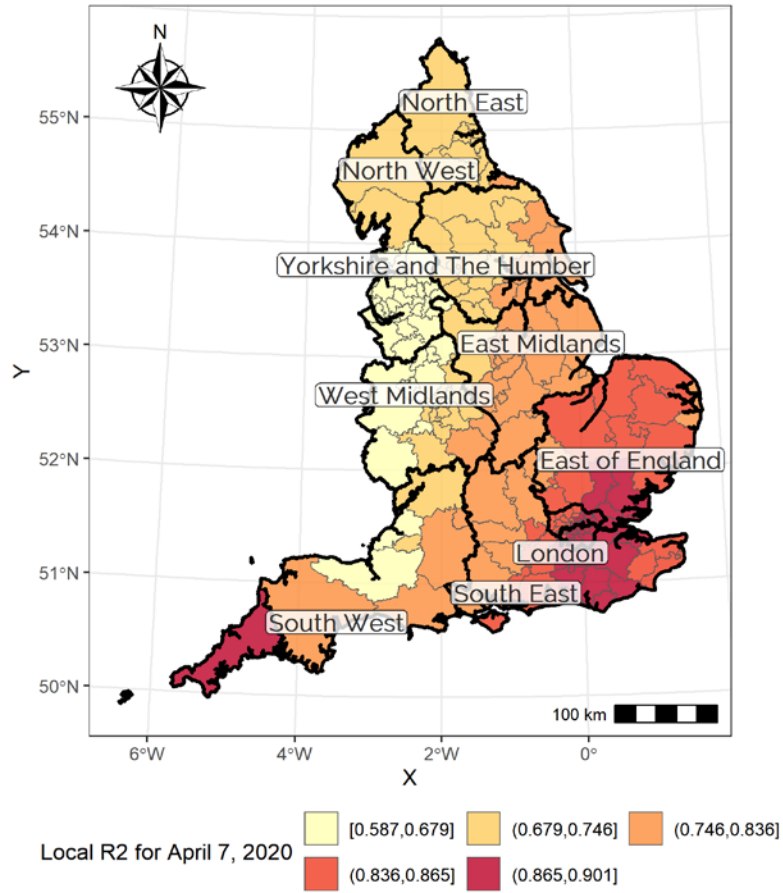 N
55°N
54°N
53°N
52°N
51°N
50°N
Y
North East
North West
Yorkshire and The Humber
East Midlands
West Midlands
East of England
London
South East
South West
100 km
6°W
4°W
2°W
0°
X
Local R2 for April 7, 2020
[0.587,0.679]
(0.679,0.746]
(0.746,0.836]
(0.836,0.865]
(0.865,0.901]